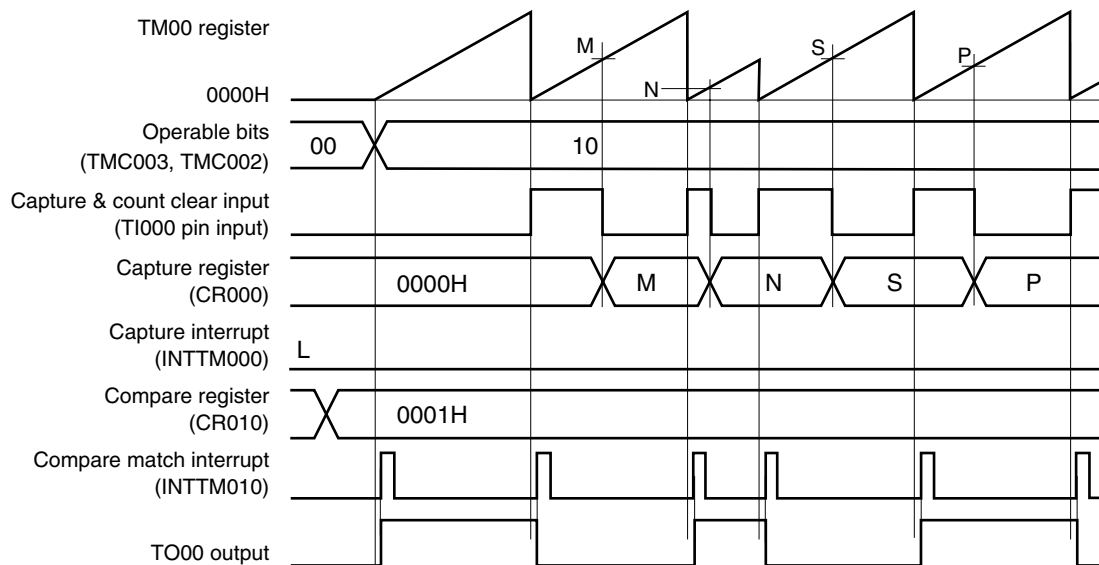 TM00 register
M
S
P
N
0000H
Operable bits
(TMC003, TMC002)
00
10
Capture & count clear input
(TI000 pin input)
Capture register
(CR000)
0000H
M
N
S
P
Capture interrupt
(INTTM000)
L
Compare register
(CR010)
0001H
Compare match interrupt
(INTTM010)
TO00 output